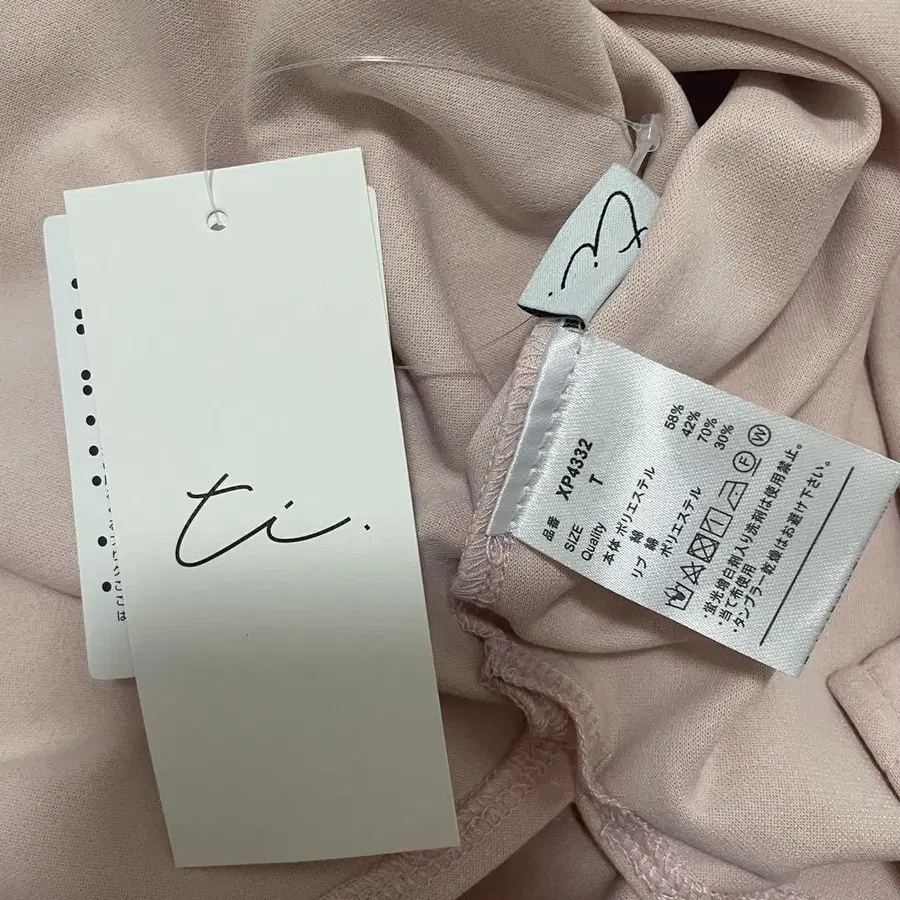 ti.
ti.
品番 XP4332
SIZE T
Quality
本体 ポリエステル 58%
綿 42%
リブ 綿 70%
ポリエステル 30%
F W
・蛍光増白剤入り洗剤は使用禁止。
・当て布使用
・タンブラー乾燥はお避け下さい。